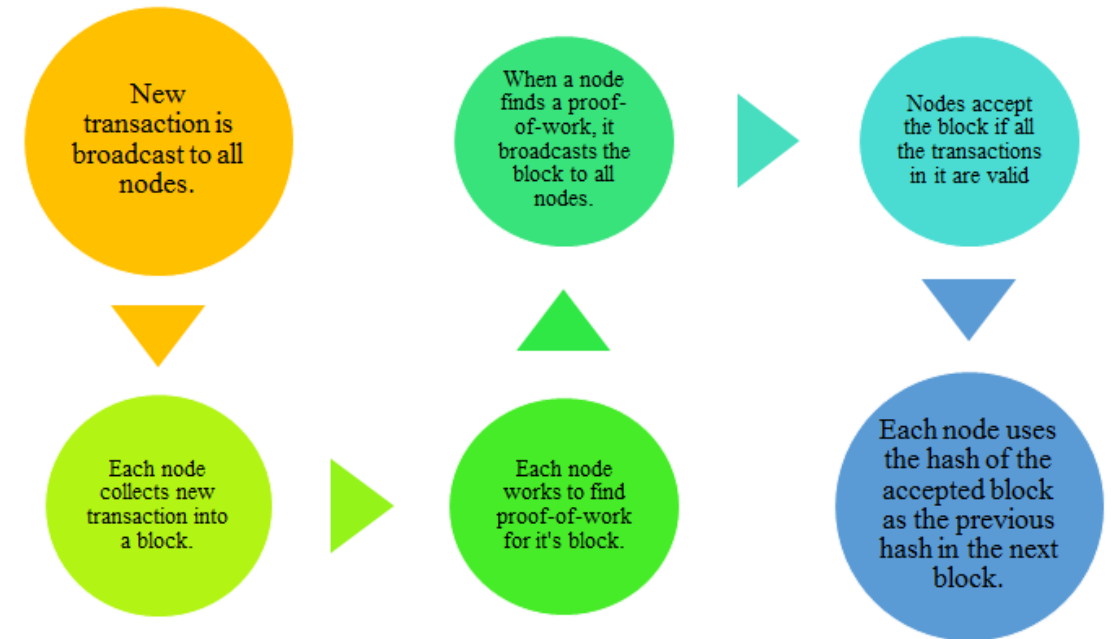 New
transaction is
broadcast to all
nodes.
Each node
collects new
transaction into
a block.
Each node
works to find
proof-of-work
for it's block.
When a node
finds a proof-
of-work, it
broadcasts the
block to all
nodes.
Nodes accept
the block if all
the transactions
in it are valid
Each node uses
the hash of the
accepted block
as the previous
hash in the next
block.